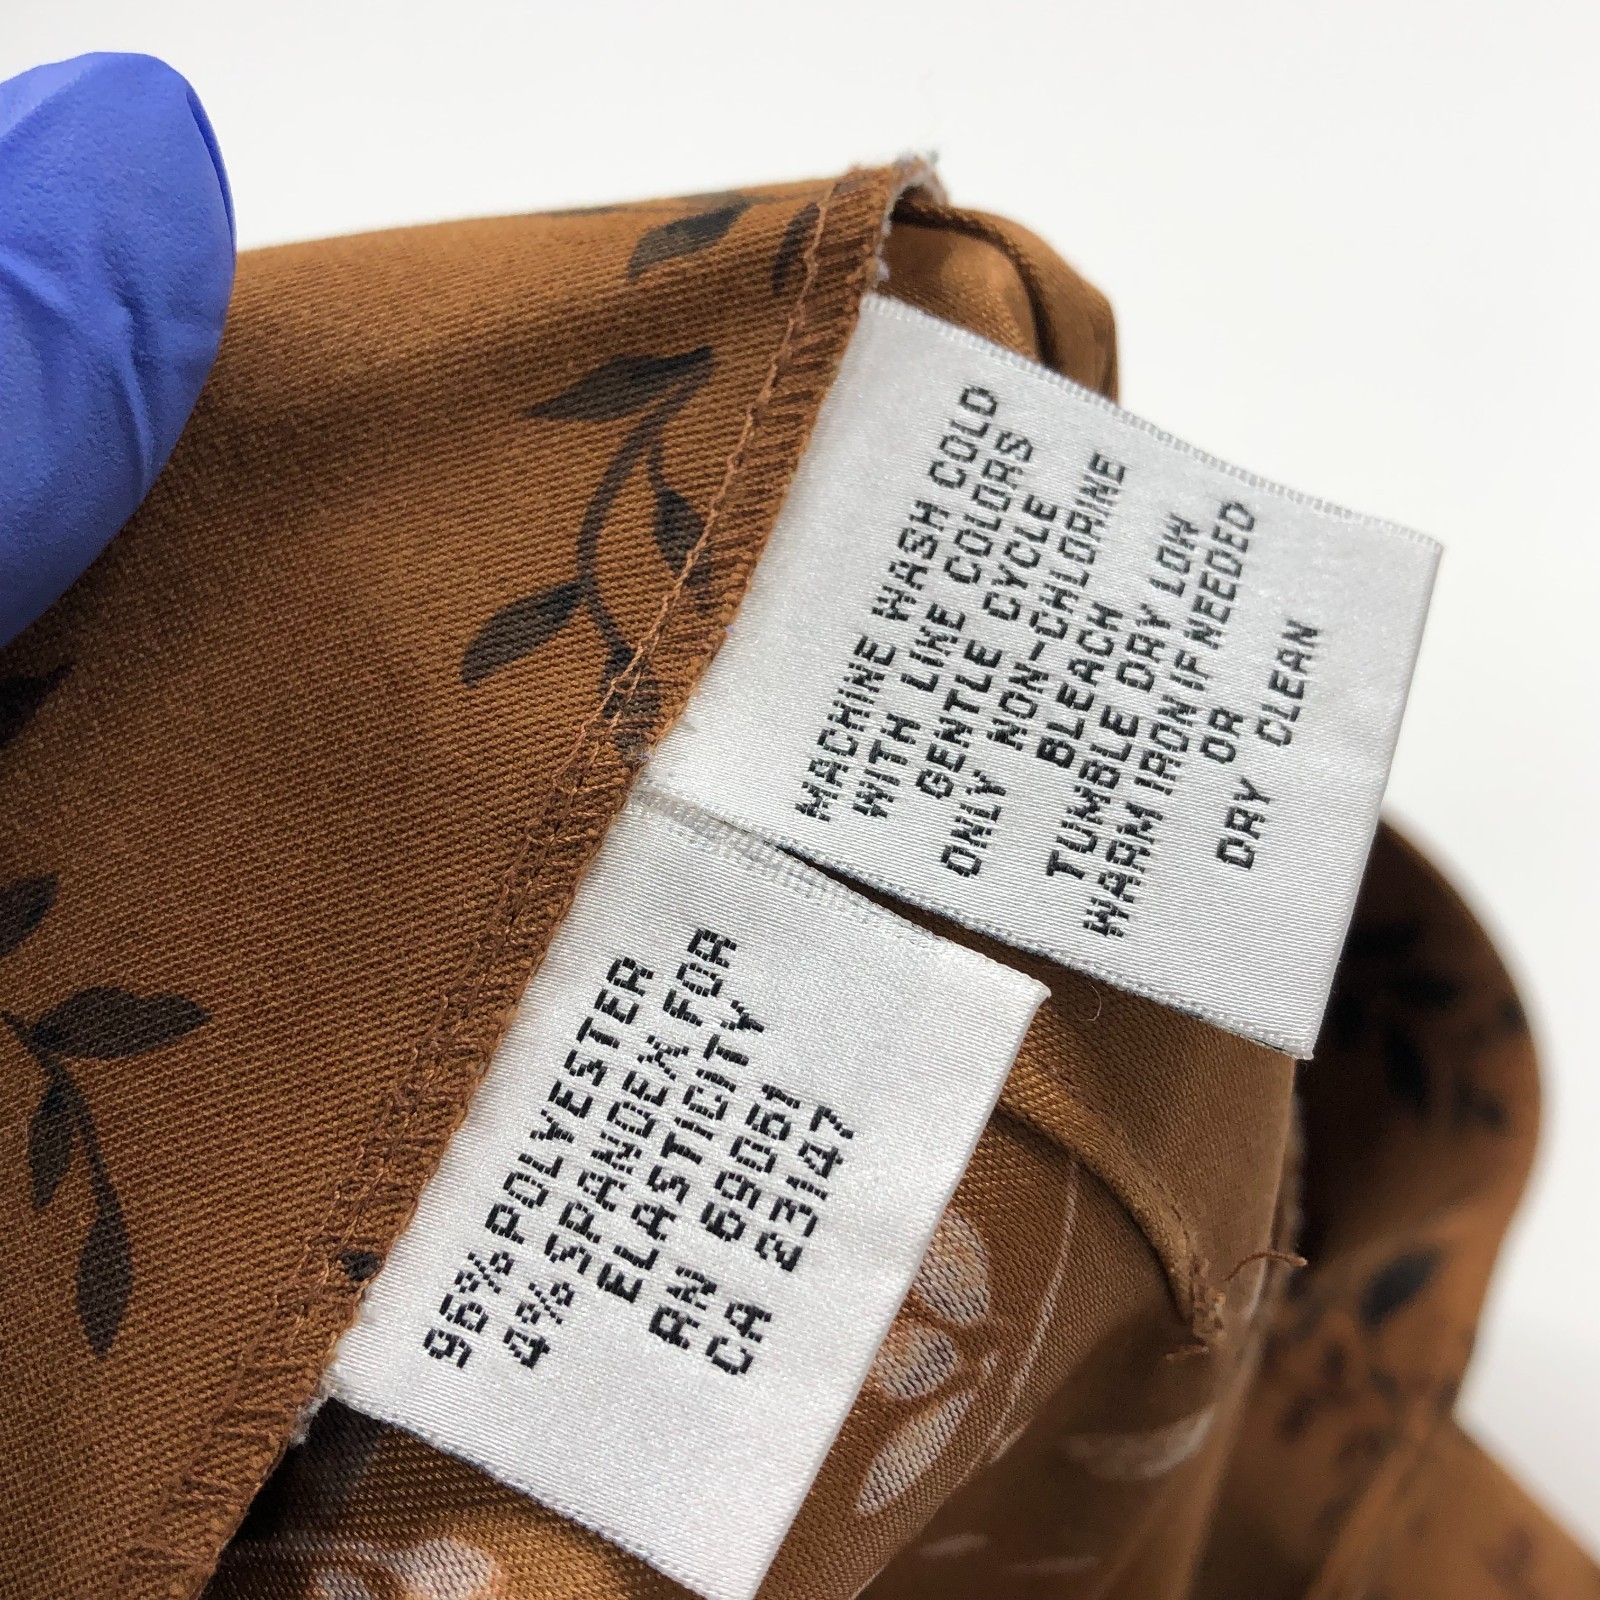 MACHINE WASH COLD
WITH LIKE COLORS
GENTLE CYCLE
ONLY NON-CHLORINE
BLEACH
TUMBLE DRY LOW
WARM IRON IF NEEDED
OR
DRY CLEAN
96% POLYESTER
4% SPANDEX FOR
ELASTICITY
RN 69061
CA 23147